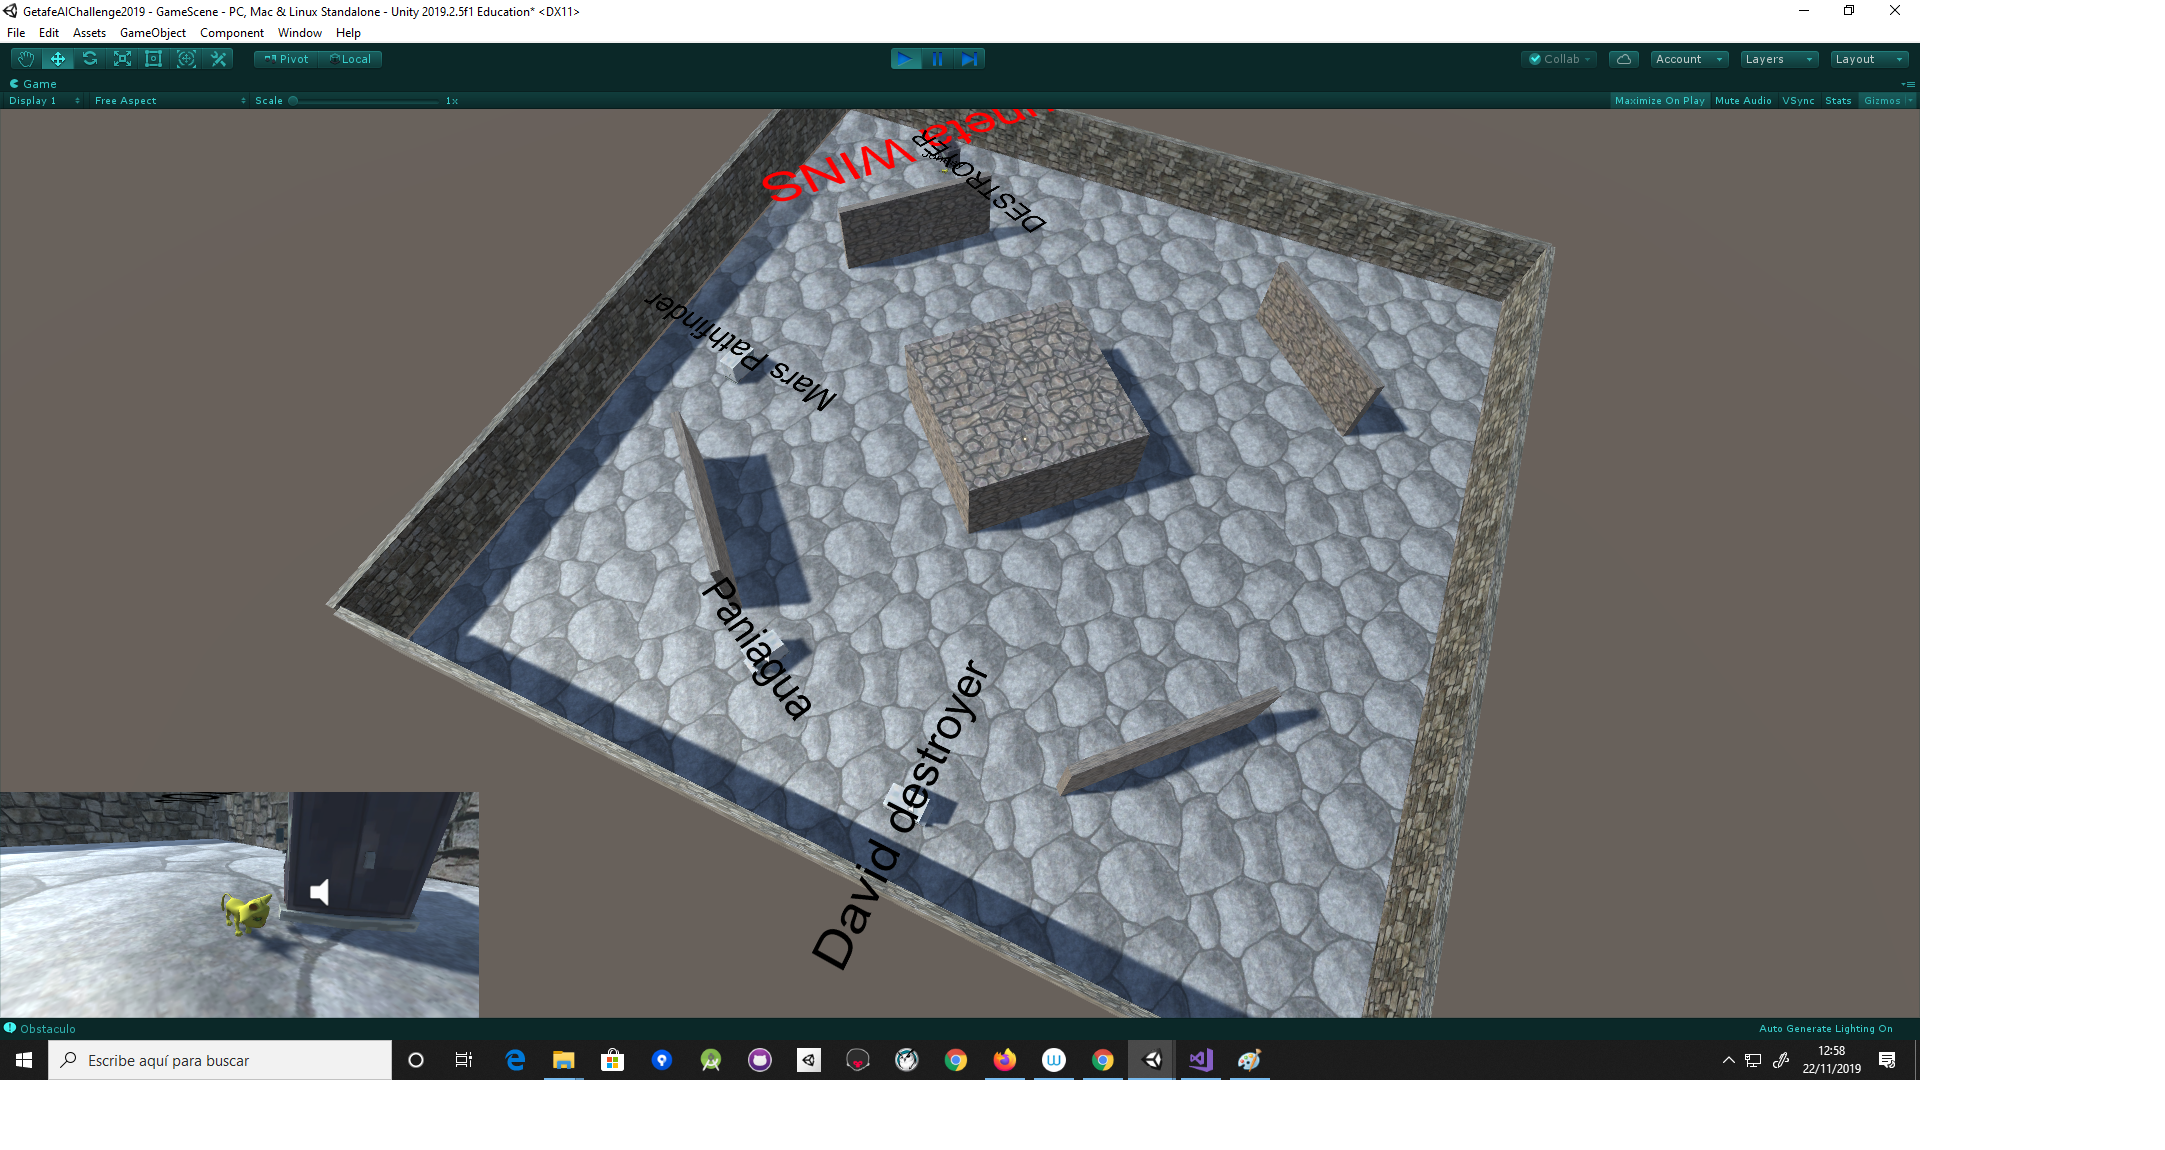 GetafeAIChallenge2019 - GameScene - PC, Mac & Linux Standalone - Unity 2019.2.5f1 Education* <DX11>
File Edit Assets GameObject Component Window Help
Pivot Local Collab Account Layers Layout
Game
Display 1 Free Aspect Scale 1x Maximize On Play Mute Audio VSync Stats Gizmos
WINS
DESTROYER
Mars Pathfinder
Paniagua
David destroyer
Obstaculo Auto Generate Lighting On
Escribe aquí para buscar
12:58
22/11/2019